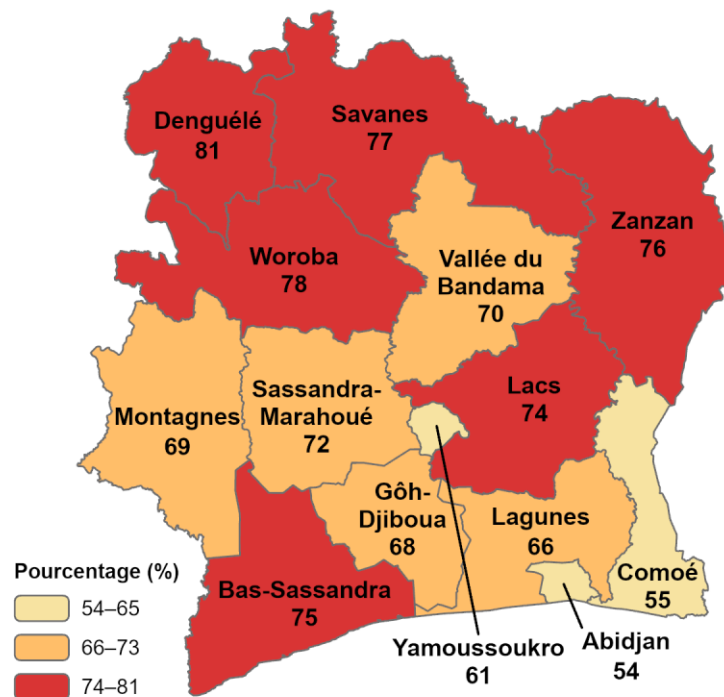 Denguélé
81
Savanes
77
Zanzan
76
Woroba
78
Vallée du
Bandama
70
Montagnes
69
Sassandra-
Marahoué
72
Lacs
74
Gôh-
Djiboua
68
Lagunes
66
Comoé
55
Bas-Sassandra
75
Yamoussoukro
61
Abidjan
54
Pourcentage (%)
54–65
66–73
74–81